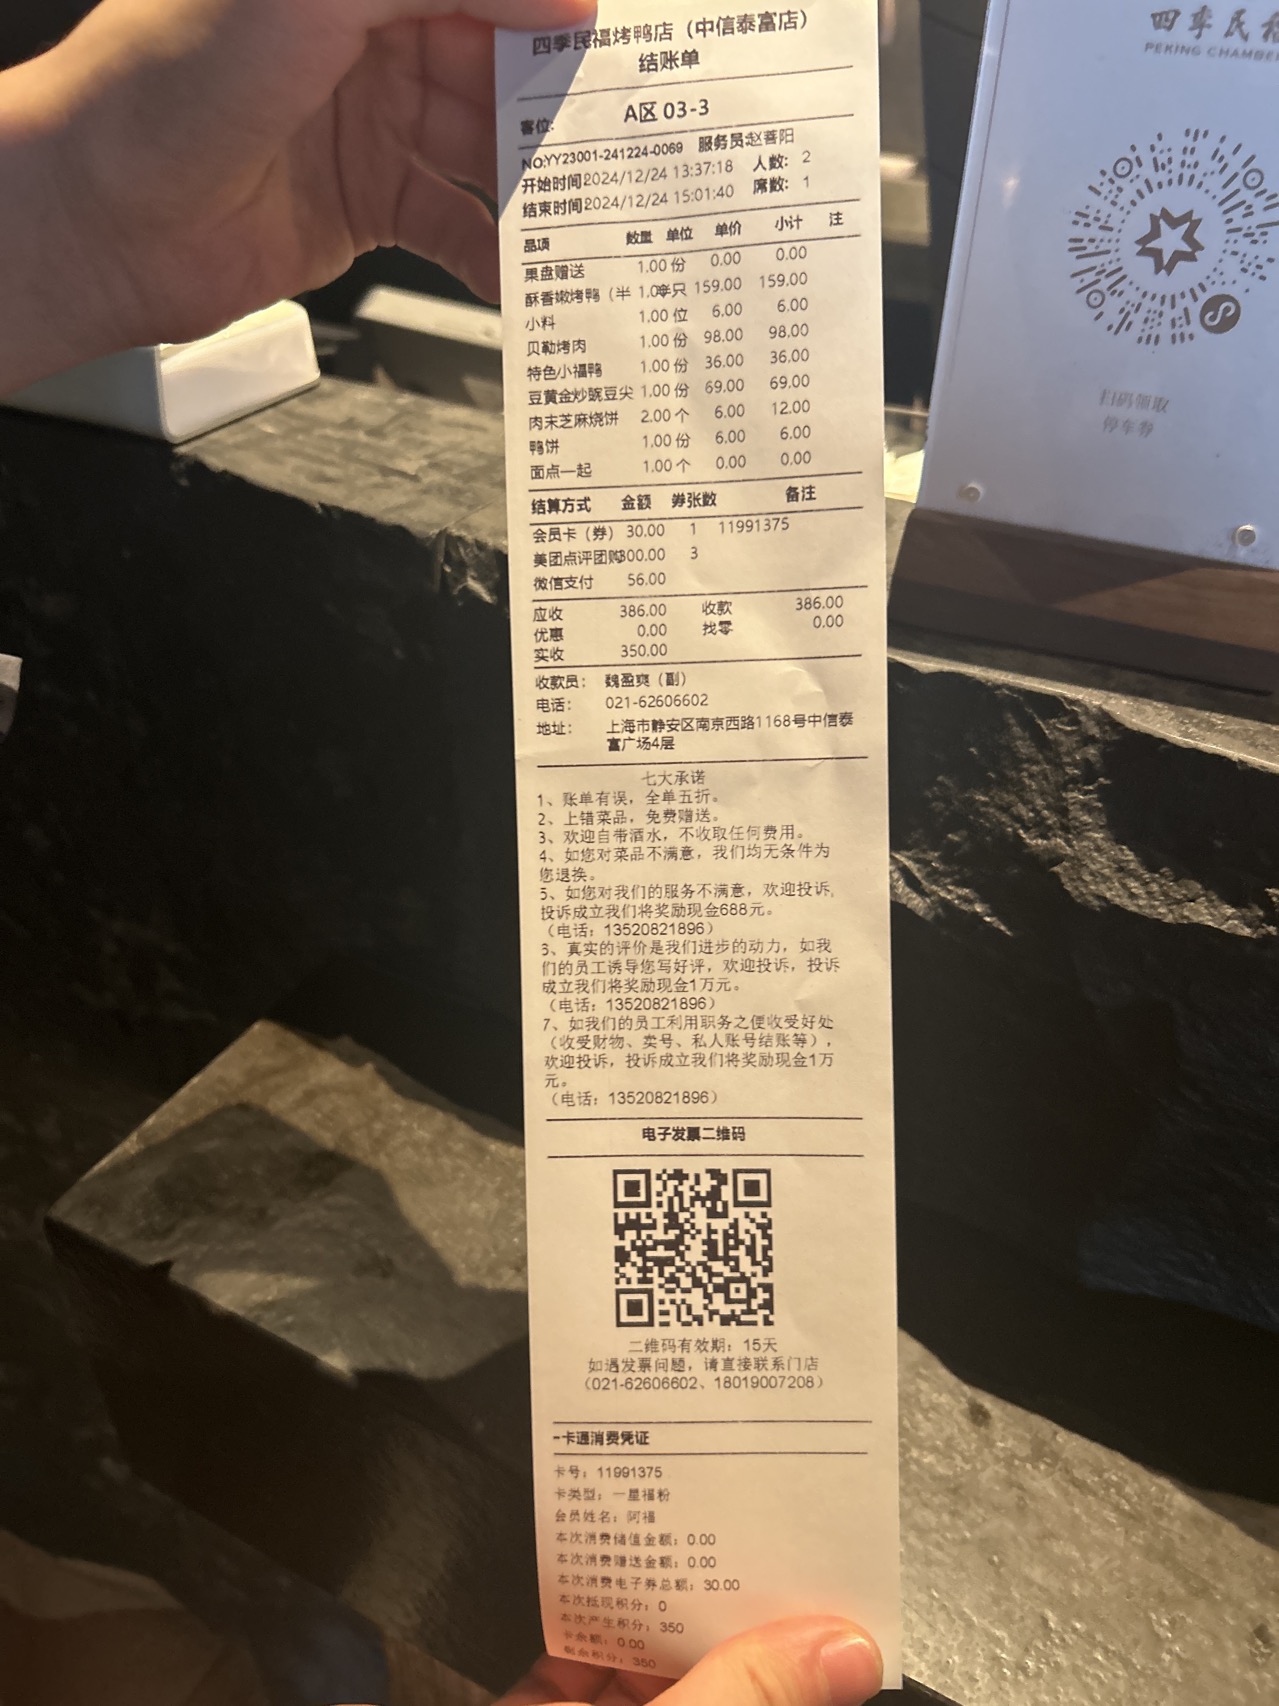 四季民福烤鸭店（中信泰富店）
结账单
客位: A区 03-3
NO:YY23001-241224-0069 服务员:赵善阳
开始时间2024/12/24 13:37:18 人数: 2
结束时间2024/12/24 15:01:40 席数: 1
品项 数量 单位 单价 小计 注
果盘赠送 1.00 份 0.00 0.00
酥香嫩烤鸭（半 1.00半只 159.00 159.00
小料 1.00 位 6.00 6.00
贝勒烤肉 1.00 份 98.00 98.00
特色小福鸭 1.00 份 36.00 36.00
豆黄金炒豌豆尖 1.00 份 69.00 69.00
肉末芝麻烧饼 2.00 个 6.00 12.00
鸭饼 1.00 份 6.00 6.00
面点一起 1.00 个 0.00 0.00
结算方式 金额 券张数 备注
会员卡（券） 30.00 1 11991375
美团点评团购300.00 3
微信支付 56.00
应收 386.00 收款 386.00
优惠 0.00 找零 0.00
实收 350.00
收款员: 魏盈爽（副）
电话: 021-62606602
地址: 上海市静安区南京西路1168号中信泰
富广场4层
七大承诺
1、账单有误，全单五折。
2、上错菜品，免费赠送。
3、欢迎自带酒水，不收取任何费用。
4、如您对菜品不满意，我们均无条件为
您退换。
5、如您对我们的服务不满意，欢迎投诉,
投诉成立我们将奖励现金688元。
（电话：13520821896）
3、真实的评价是我们进步的动力，如我
们的员工诱导您写好评，欢迎投诉，投诉
成立我们将奖励现金1万元。
（电话：13520821896）
7、如我们的员工利用职务之便收受好处
（收受财物、卖号、私人账号结账等），
欢迎投诉，投诉成立我们将奖励现金1万
元。
（电话：13520821896）
电子发票二维码
二维码有效期：15天
如遇发票问题，请直接联系门店
（021-62606602、18019007208）
一卡通消费凭证
卡号：11991375
卡类型：一星福粉
会员姓名：阿福
本次消费储值金额：0.00
本次消费赠送金额：0.00
本次消费电子券总额：30.00
本次抵现积分：0
本次产生积分：350
卡余额：0.00
剩余积分：350
四季民福
PEKING CHAMBER
扫码领取
停车券